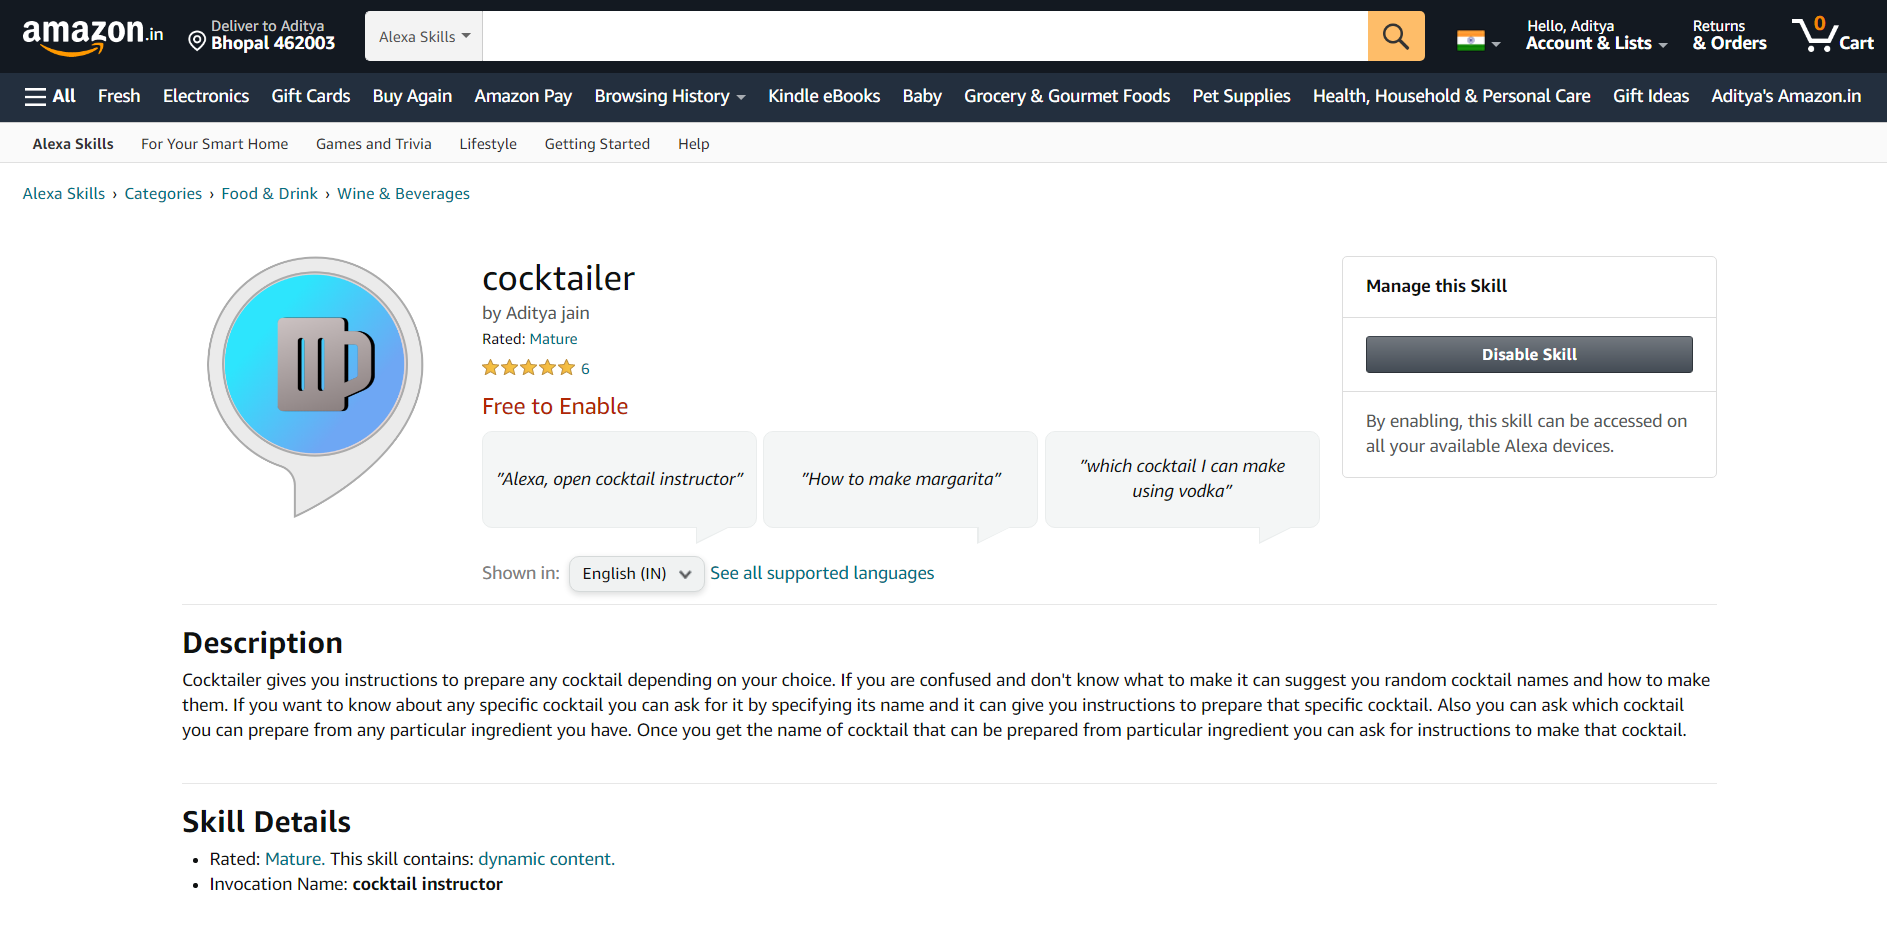 amazon.in
Deliver to Aditya
Bhopal 462003
Alexa Skills
Hello, Aditya
Account & Lists
Returns
& Orders
0
Cart
All Fresh Electronics Gift Cards Buy Again Amazon Pay Browsing History Kindle eBooks Baby Grocery & Gourmet Foods Pet Supplies Health, Household & Personal Care Gift Ideas Aditya's Amazon.in
Alexa Skills For Your Smart Home Games and Trivia Lifestyle Getting Started Help
Alexa Skills › Categories › Food & Drink › Wine & Beverages
cocktailer
by Aditya jain
Rated: Mature
6
Free to Enable
"Alexa, open cocktail instructor"
"How to make margarita"
"which cocktail I can make
using vodka"
Shown in: English (IN) See all supported languages
Manage this Skill
Disable Skill
By enabling, this skill can be accessed on
all your available Alexa devices.
Description
Cocktailer gives you instructions to prepare any cocktail depending on your choice. If you are confused and don't know what to make it can suggest you random cocktail names and how to make
them. If you want to know about any specific cocktail you can ask for it by specifying its name and it can give you instructions to prepare that specific cocktail. Also you can ask which cocktail
you can prepare from any particular ingredient you have. Once you get the name of cocktail that can be prepared from particular ingredient you can ask for instructions to make that cocktail.
Skill Details
• Rated: Mature. This skill contains: dynamic content.
• Invocation Name: cocktail instructor